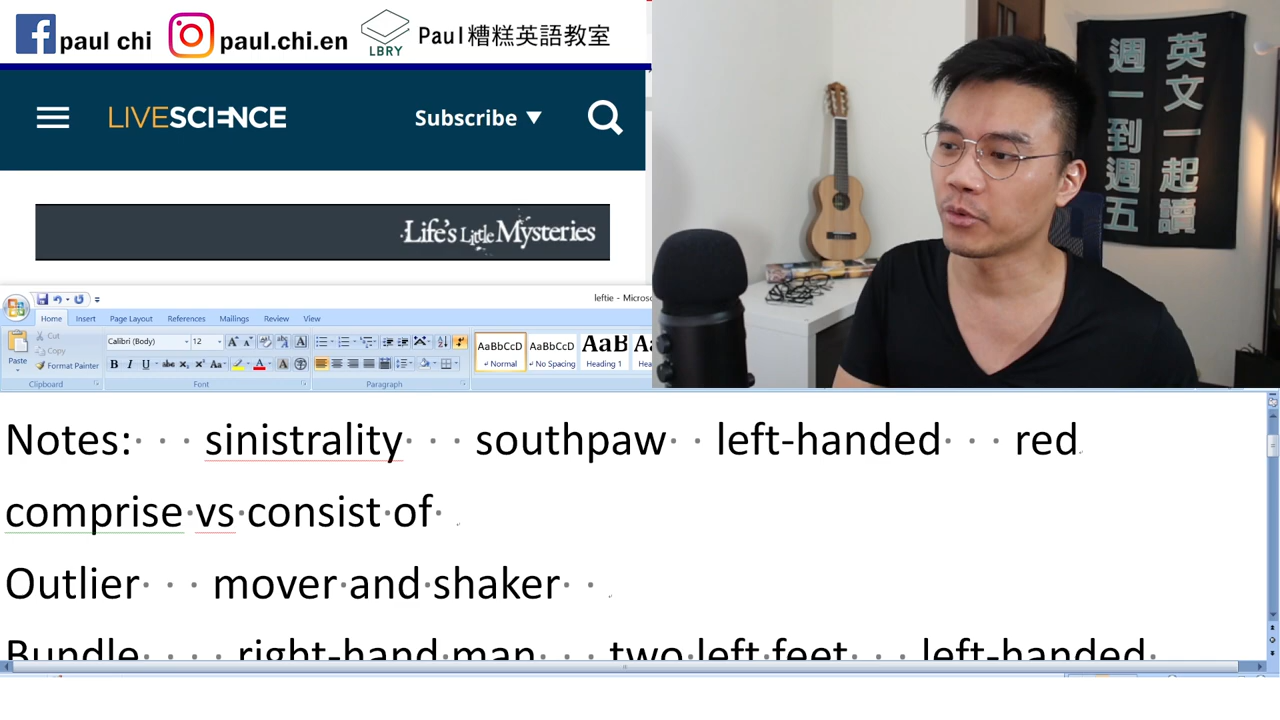 paul chi
paul.chi.en
LBRY
Paul糟糕英語教室
LIVESCIENCE
Subscribe
Life's Little Mysteries
leftie - Micros
Home Insert Page Layout References Mailings Review View
Paste
Cut
Copy
Format Painter
Clipboard
Calibri (Body) 12
Font
Paragraph
AaBbCcD
Normal
AaBbCcD
No Spacing
AaB
Heading 1
英文一起讀
週一到週五
Notes: sinistrality southpaw left-handed red
comprise vs consist of
Outlier mover and shaker
Bundle right-hand man two left feet left-handed